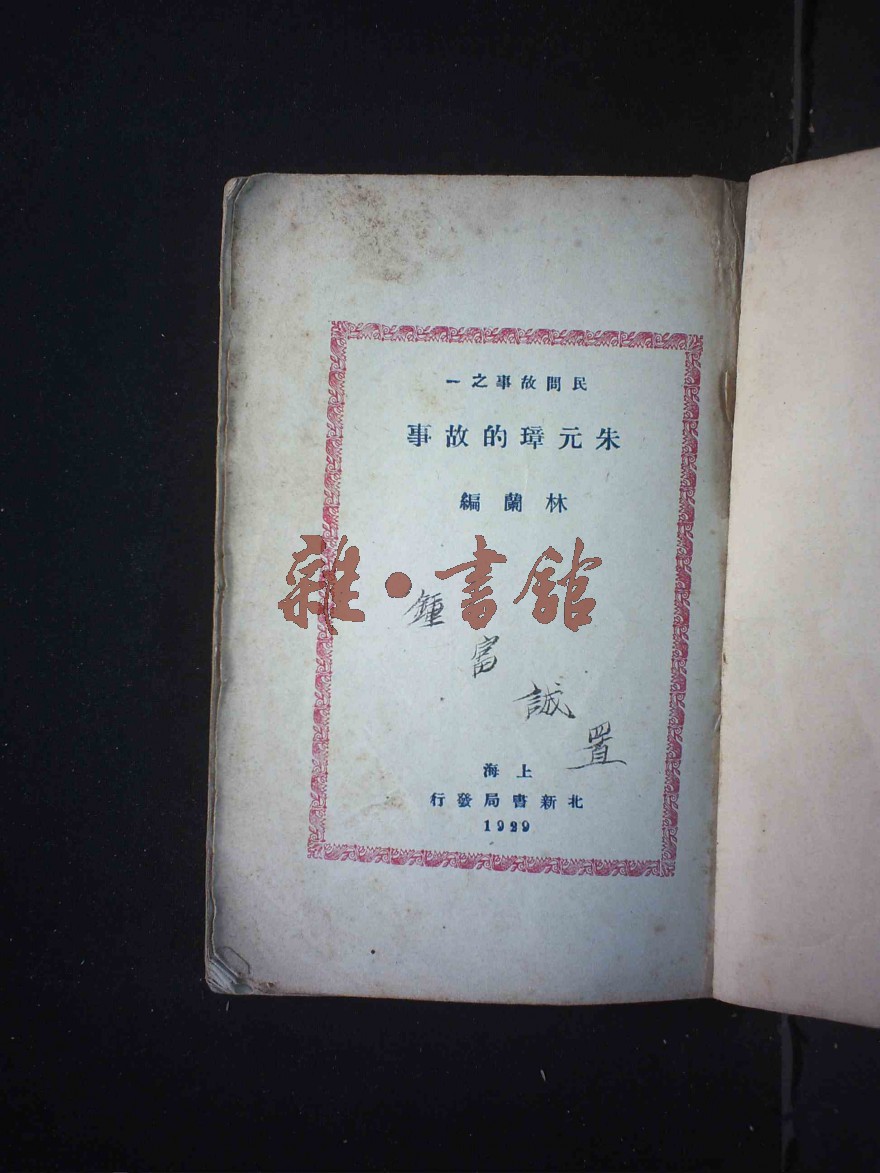 民間故事之一
朱元璋的故事
林蘭編
雜·書館
鍾富誠置
上海
北新書局發行
1929